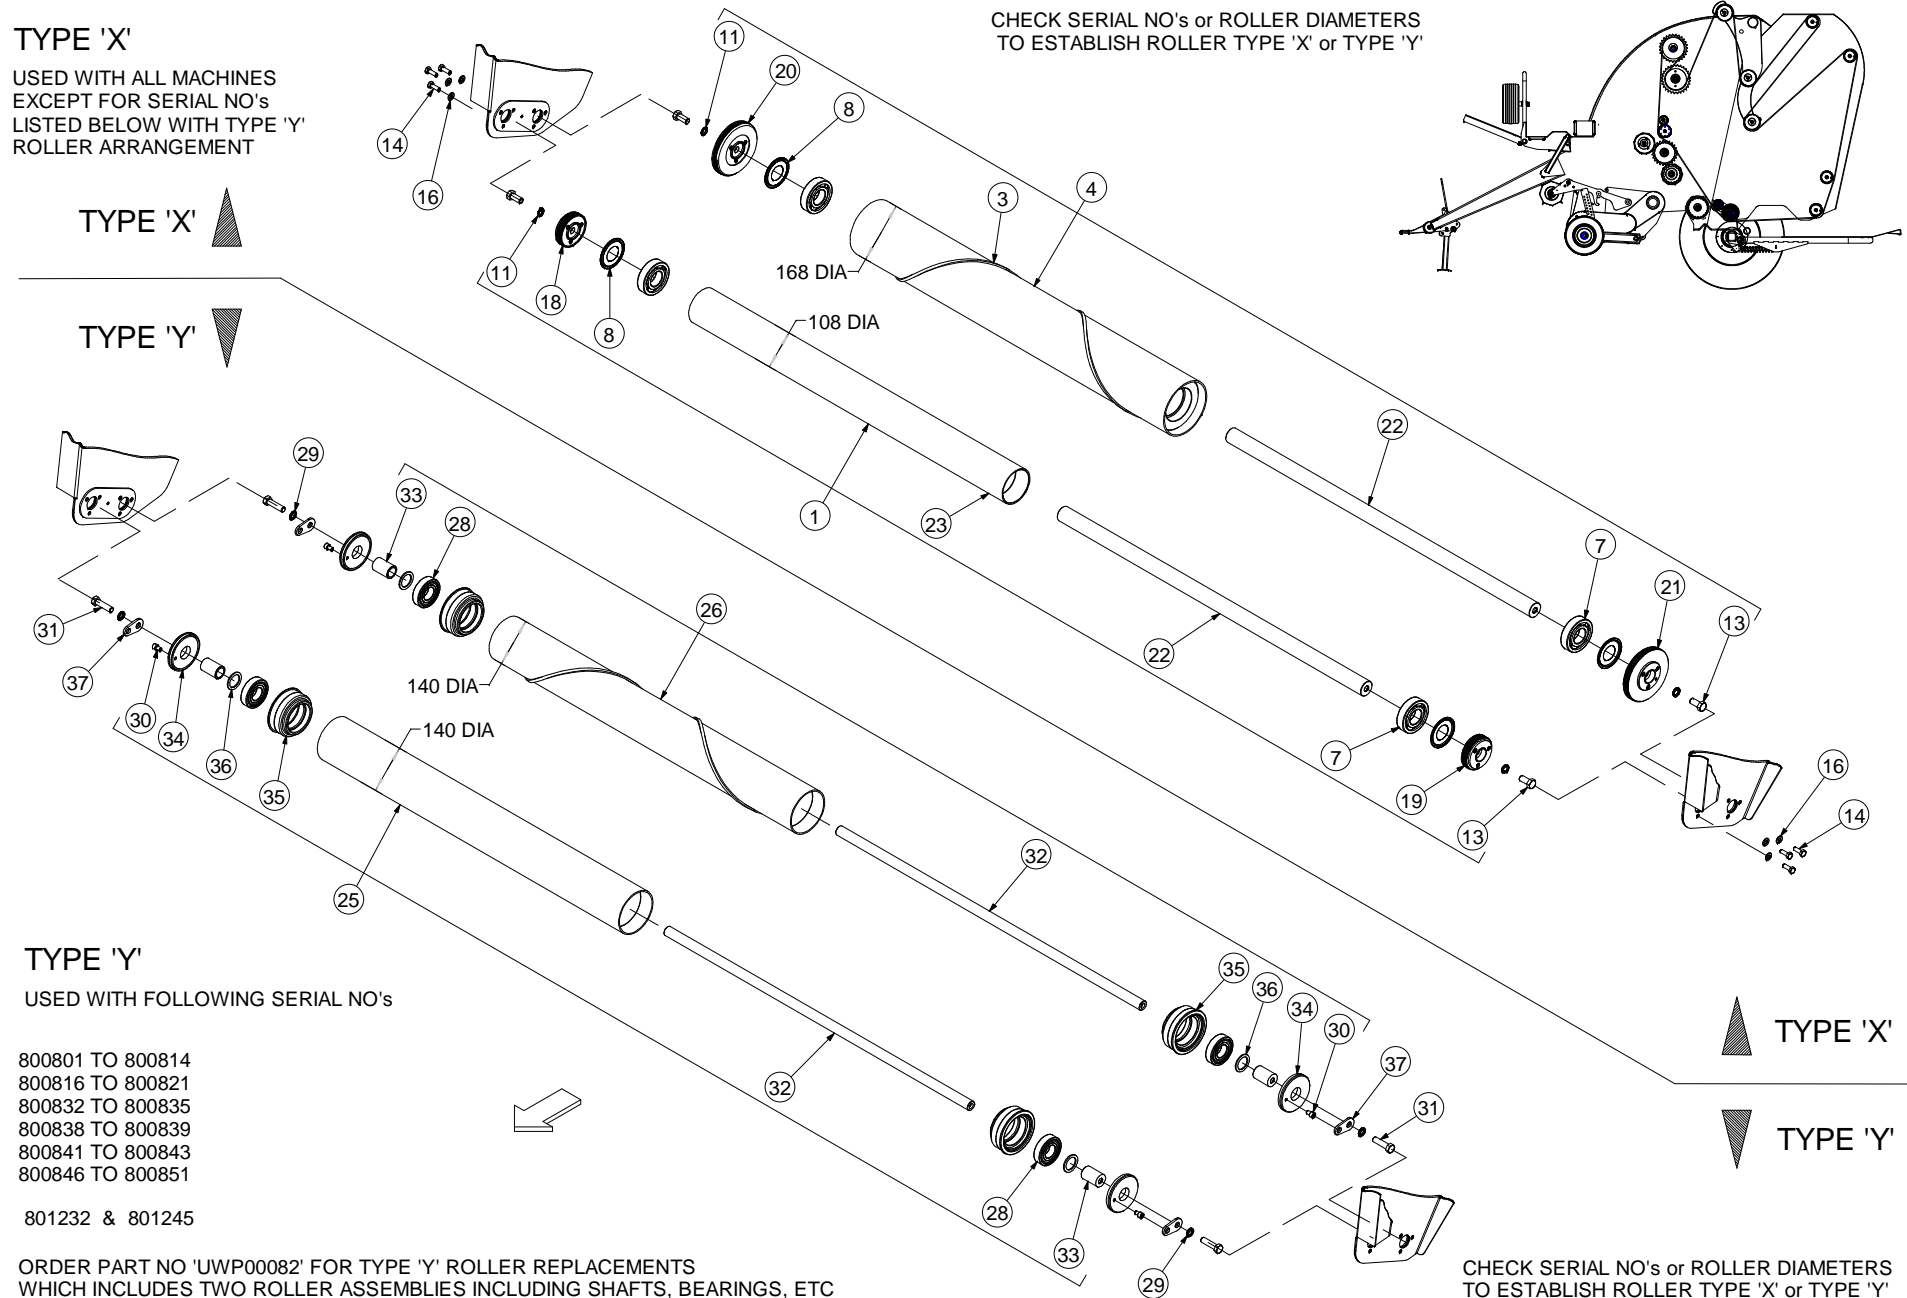 TYPE 'X'
USED WITH ALL MACHINES
EXCEPT FOR SERIAL NO's
LISTED BELOW WITH TYPE 'Y'
ROLLER ARRANGEMENT
CHECK SERIAL NO's or ROLLER DIAMETERS
TO ESTABLISH ROLLER TYPE 'X' or TYPE 'Y'
TYPE 'X'
TYPE 'Y'
11
20
8
14
16
3
4
168 DIA
11
18
8
108 DIA
22
1
23
7
21
13
22
7
19
13
16
14
29
33
28
31
26
37
30
34
36
35
140 DIA
140 DIA
25
32
32
35
36
34
30
37
31
28
33
29
TYPE 'X'
TYPE 'Y'
TYPE 'Y'
USED WITH FOLLOWING SERIAL NO's
800801 TO 800814
800816 TO 800821
800832 TO 800835
800838 TO 800839
800841 TO 800843
800846 TO 800851
801232 & 801245
ORDER PART NO 'UWP00082' FOR TYPE 'Y' ROLLER REPLACEMENTS
WHICH INCLUDES TWO ROLLER ASSEMBLIES INCLUDING SHAFTS, BEARINGS, ETC
CHECK SERIAL NO's or ROLLER DIAMETERS
TO ESTABLISH ROLLER TYPE 'X' or TYPE 'Y'